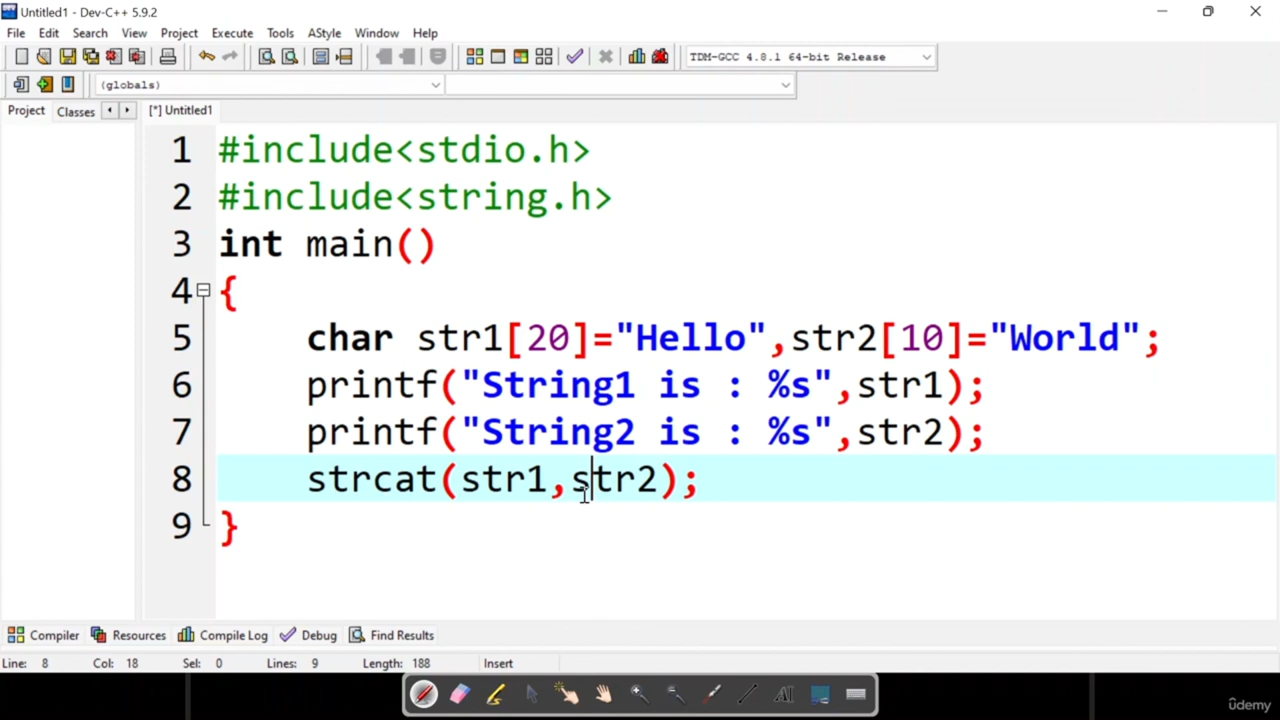 Untitled1 - Dev-C++ 5.9.2
File Edit Search View Project Execute Tools AStyle Window Help
TDM-GCC 4.8.1 64-bit Release
(globals)
Project Classes [*] Untitled1
1 #include<stdio.h>
2 #include<string.h>
3 int main()
4 {
5 char str1[20]="Hello",str2[10]="World";
6 printf("String1 is : %s",str1);
7 printf("String2 is : %s",str2);
8 strcat(str1,str2);
9 }
Compiler Resources Compile Log Debug Find Results
Line: 8 Col: 18 Sel: 0 Lines: 9 Length: 188 Insert
AI
ûdemy